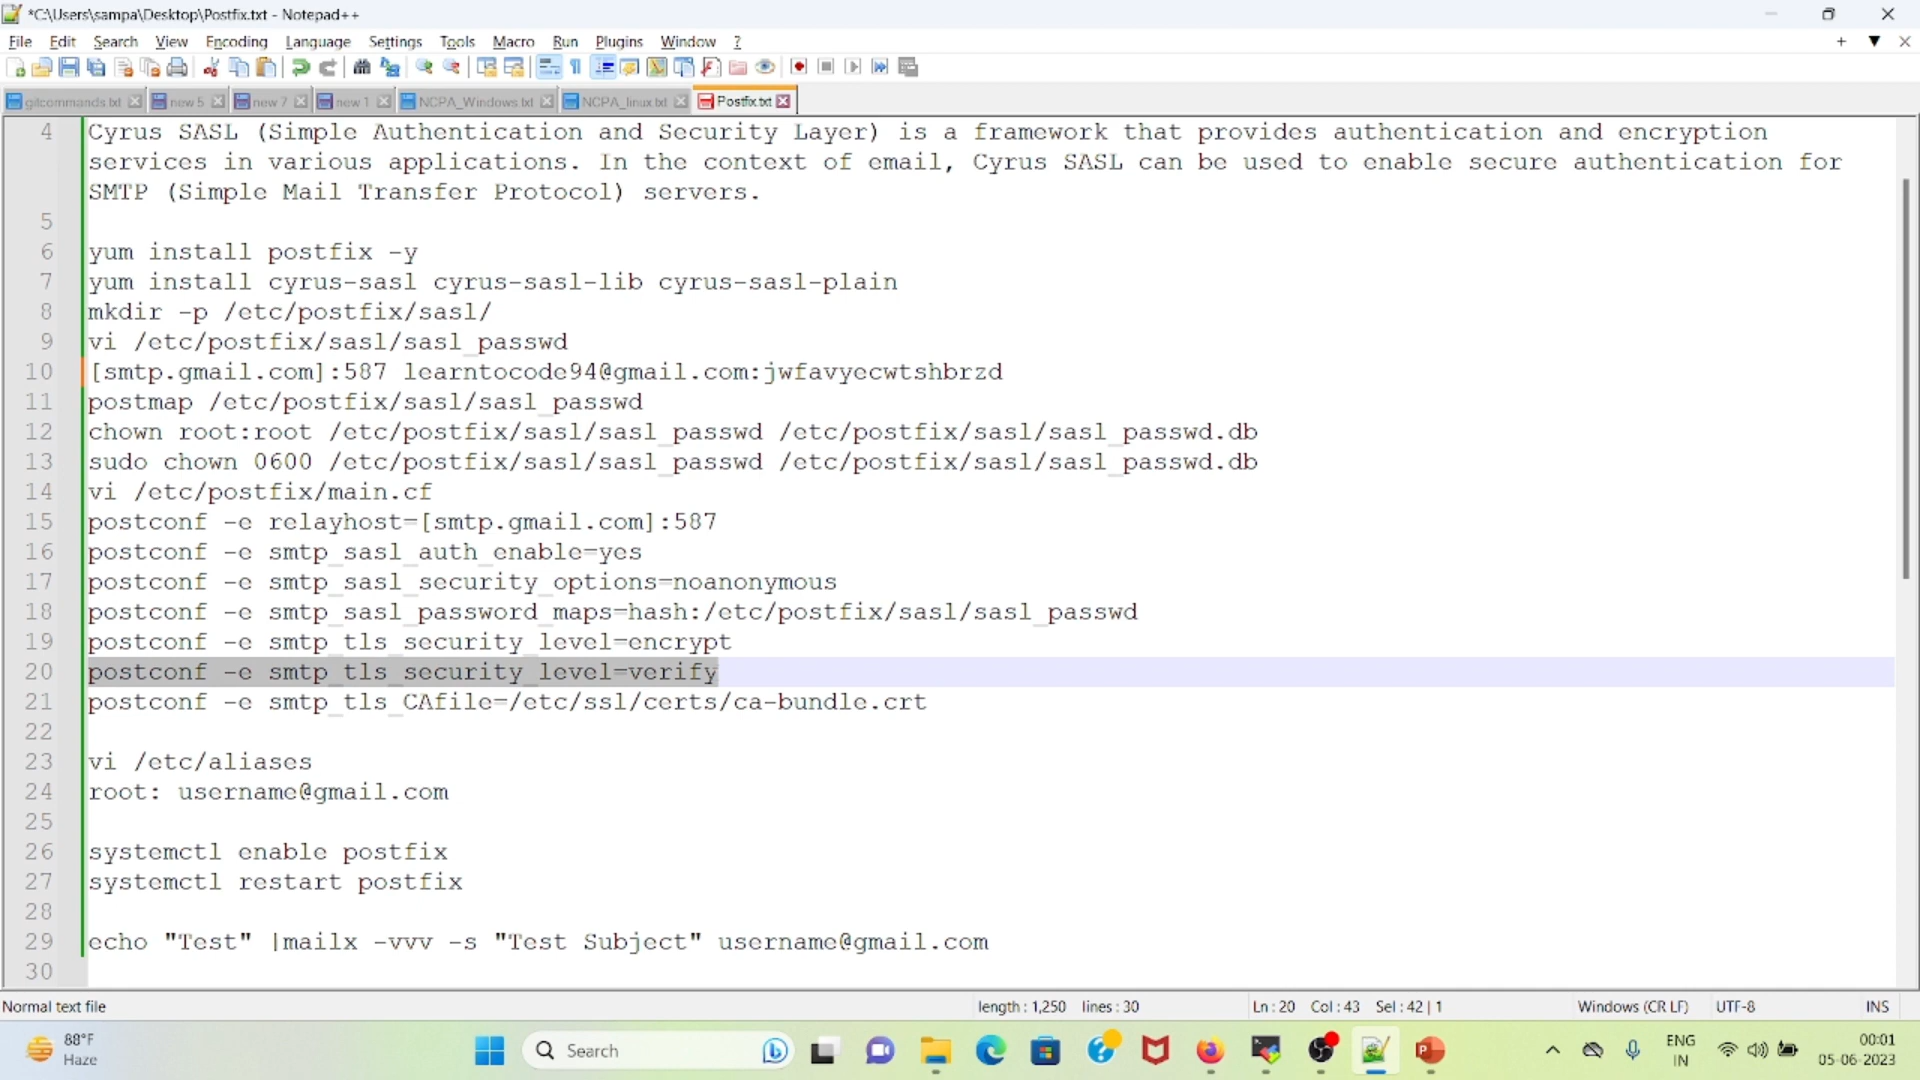 *C:\Users\sampa\Desktop\Postfix.txt - Notepad++
File Edit Search View Encoding Language Settings Tools Macro Run Plugins Window ?
gitcommands.txt new 5 new 7 new 1 NCPA_Windows.txt NCPA_linux.txt Postfix.txt
4 Cyrus SASL (Simple Authentication and Security Layer) is a framework that provides authentication and encryption
services in various applications. In the context of email, Cyrus SASL can be used to enable secure authentication for
SMTP (Simple Mail Transfer Protocol) servers.
5
6 yum install postfix -y
7 yum install cyrus-sasl cyrus-sasl-lib cyrus-sasl-plain
8 mkdir -p /etc/postfix/sasl/
9 vi /etc/postfix/sasl/sasl_passwd
10 [smtp.gmail.com]:587 learntocode94@gmail.com:jwfavyecwtshbrzd
11 postmap /etc/postfix/sasl/sasl_passwd
12 chown root:root /etc/postfix/sasl/sasl_passwd /etc/postfix/sasl/sasl_passwd.db
13 sudo chown 0600 /etc/postfix/sasl/sasl_passwd /etc/postfix/sasl/sasl_passwd.db
14 vi /etc/postfix/main.cf
15 postconf -e relayhost=[smtp.gmail.com]:587
16 postconf -e smtp_sasl_auth_enable=yes
17 postconf -e smtp_sasl_security_options=noanonymous
18 postconf -e smtp_sasl_password_maps=hash:/etc/postfix/sasl/sasl_passwd
19 postconf -e smtp_tls_security_level=encrypt
20 postconf -e smtp_tls_security_level=verify
21 postconf -e smtp_tls_CAfile=/etc/ssl/certs/ca-bundle.crt
22
23 vi /etc/aliases
24 root: username@gmail.com
25
26 systemctl enable postfix
27 systemctl restart postfix
28
29 echo "Test" |mailx -vvv -s "Test Subject" username@gmail.com
30
Normal text file length : 1,250 lines : 30 Ln : 20 Col : 43 Sel : 42 | 1 Windows (CR LF) UTF-8 INS
88°F
Haze
Search
ENG
IN
00:01
05-06-2023